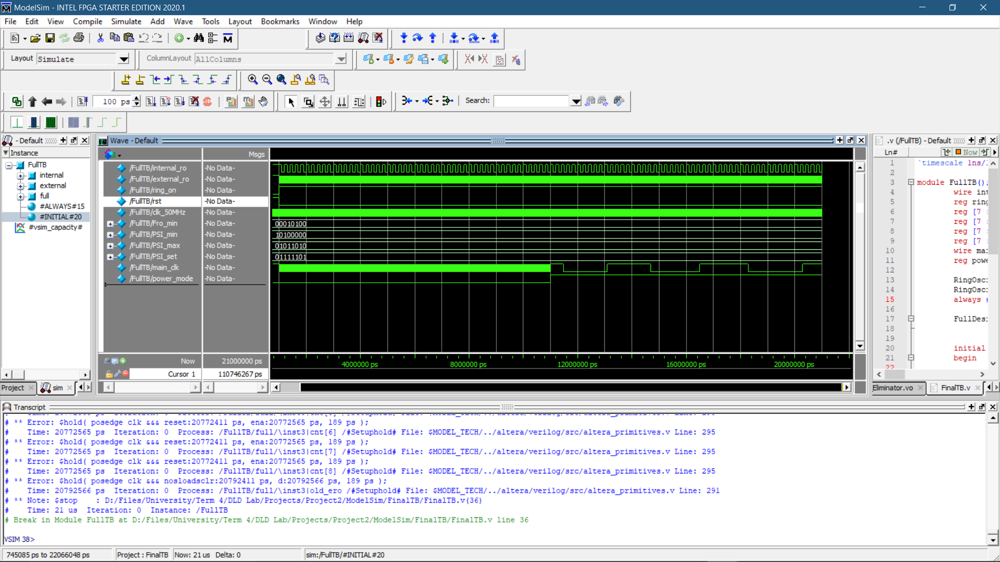 ModelSim - INTEL FPGA STARTER EDITION 2020.1
File Edit View Compile Simulate Add Wave Tools Layout Bookmarks Window Help
Layout Simulate ColumnLayout AllColumns
100 ps Search:
- Default
Instance
FullTB
internal
external
full
#ALWAYS#15
#INITIAL#20
#vsim_capacity#
Project sim
Wave - Default
Msgs
/FullTB/internal_ro -No Data-
/FullTB/external_ro -No Data-
/FullTB/ring_on -No Data-
/FullTB/rst -No Data-
/FullTB/clk_50MHz -No Data-
/FullTB/Fro_min -No Data- 00010100
/FullTB/PSI_min -No Data- 10100000
/FullTB/PSI_max -No Data- 01011010
/FullTB/PSI_set -No Data- 01111101
/FullTB/main_clk -No Data-
/FullTB/power_mode -No Data-
Now 21000000 ps 4000000 ps 8000000 ps 12000000 ps 16000000 ps 20000000 ps
Cursor 1 110746267 ps
.v (/FullTB) - Default
Ln# Now
1 `timescale 1ns/
2
3 module FullTB();
4 wire int
5 reg ring
6 reg [7 :
7 reg [7 :
8 reg [7 :
9 reg [7 :
10 wire mai
11 reg powe
12
13 RingOsc
14 RingOsc
15 always #
16
17 FullDes
18
19
20 initial
21 begin
22
Eliminator.vo FinalTB.v
Transcript
# ** Error: $hold( posedge clk &&& reset:20772411 ps, ena:20772565 ps, 189 ps );
# Time: 20772565 ps Iteration: 0 Process: /FullTB/full/\inst3|cnt[6] /#Setuphold# File: $MODEL_TECH/../altera/verilog/src/altera_primitives.v Line: 295
# ** Error: $hold( posedge clk &&& reset:20772411 ps, ena:20772565 ps, 189 ps );
# Time: 20772565 ps Iteration: 0 Process: /FullTB/full/\inst3|cnt[7] /#Setuphold# File: $MODEL_TECH/../altera/verilog/src/altera_primitives.v Line: 295
# ** Error: $hold( posedge clk &&& reset:20772411 ps, ena:20772565 ps, 189 ps );
# Time: 20772565 ps Iteration: 0 Process: /FullTB/full/\inst3|cnt[8] /#Setuphold# File: $MODEL_TECH/../altera/verilog/src/altera_primitives.v Line: 295
# ** Error: $hold( posedge clk &&& nosloadsclr:20792411 ps, d:20792566 ps, 189 ps );
# Time: 20792566 ps Iteration: 0 Process: /FullTB/full/\inst3|old_ero /#Setuphold# File: $MODEL_TECH/../altera/verilog/src/altera_primitives.v Line: 291
# ** Note: $stop : D:/Files/University/Term 4/DLD Lab/Projects/Project2/ModelSim/FinalTB/FinalTB.v(36)
# Time: 21 us Iteration: 0 Instance: /FullTB
# Break in Module FullTB at D:/Files/University/Term 4/DLD Lab/Projects/Project2/ModelSim/FinalTB/FinalTB.v line 36
VSIM 38>
745085 ps to 22066048 ps Project : FinalTB Now: 21 us Delta: 0 sim:/FullTB/#INITIAL#20